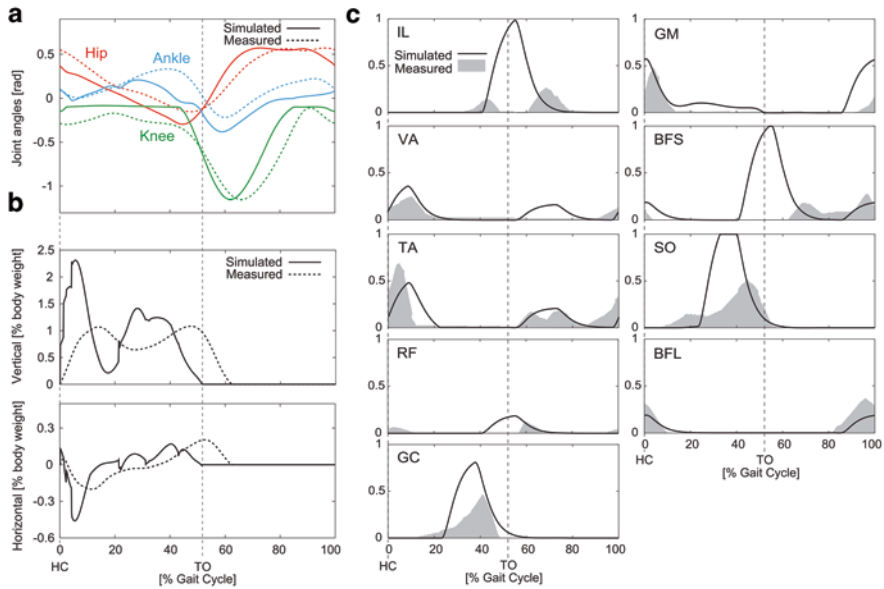 a
Simulated
Measured
Hip
Ankle
Knee
Joint angles [rad]
0.5
0
-0.5
-1
b
Simulated
Measured
Vertical [% body weight]
2.5
2
1.5
1
0.5
0
Horizontal [% body weight]
0.3
0
-0.3
-0.6
0 20 40 60 80 100
HC TO
[% Gait Cycle]
c
IL
Simulated
Measured
1
0.5
0
VA
1
0.5
0
TA
1
0.5
0
RF
1
0.5
0
GC
1
0.5
0
0 20 40 60 80 100
HC TO
[% Gait Cycle]
GM
1
0.5
0
BFS
1
0.5
0
SO
1
0.5
0
BFL
1
0.5
0
0 20 40 60 80 100
HC TO
[% Gait Cycle]